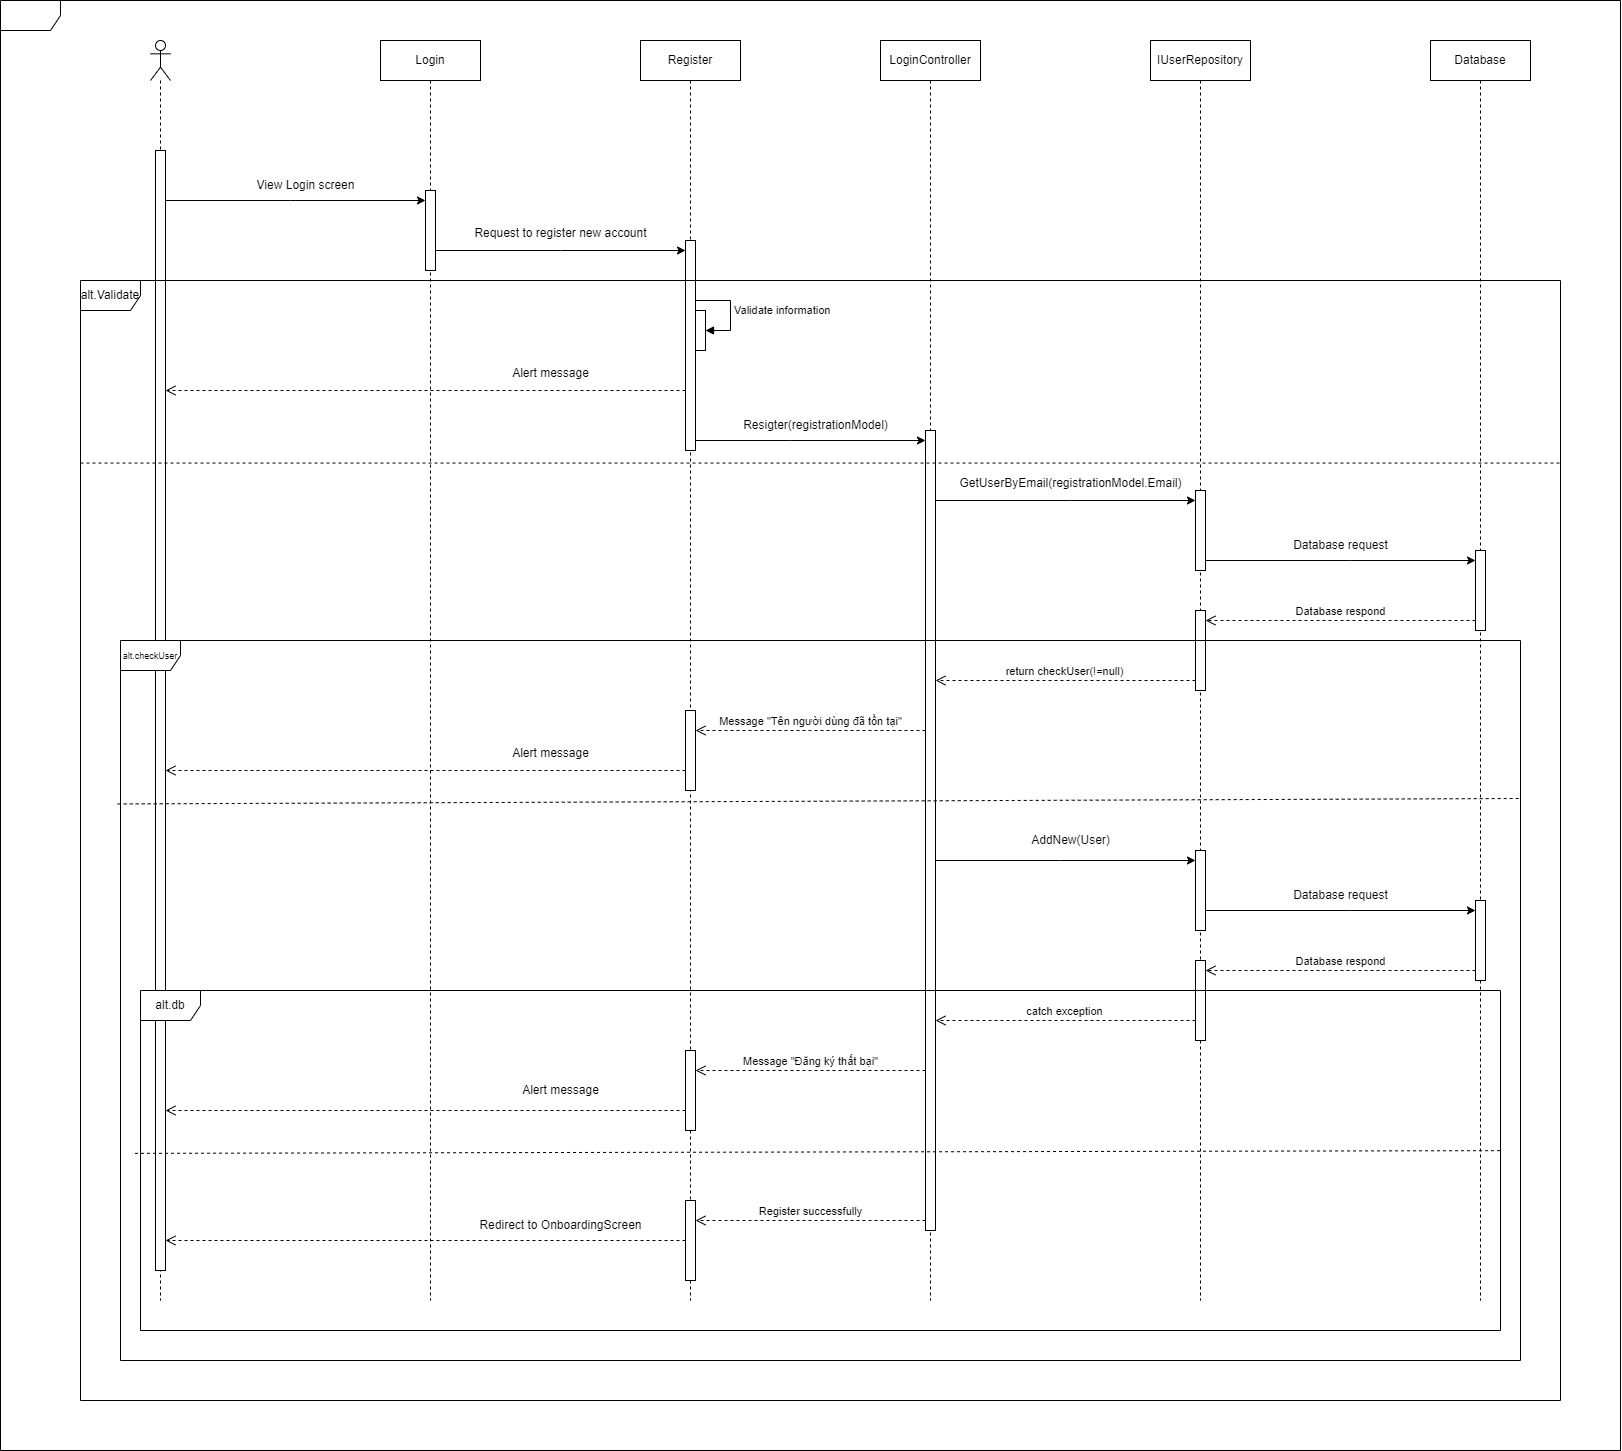 Login
Register
LoginController
IUserRepository
Database
View Login screen
Request to register new account
alt.Validate
Validate information
Alert message
Resigter(registrationModel)
GetUserByEmail(registrationModel.Email)
Database request
Database respond
alt.checkUser
return checkUser(!=null)
Message "Tên người dùng đã tồn tại"
Alert message
AddNew(User)
Database request
Database respond
alt.db
catch exception
Message "Đăng ký thất bại"
Alert message
Register successfully
Redirect to OnboardingScreen